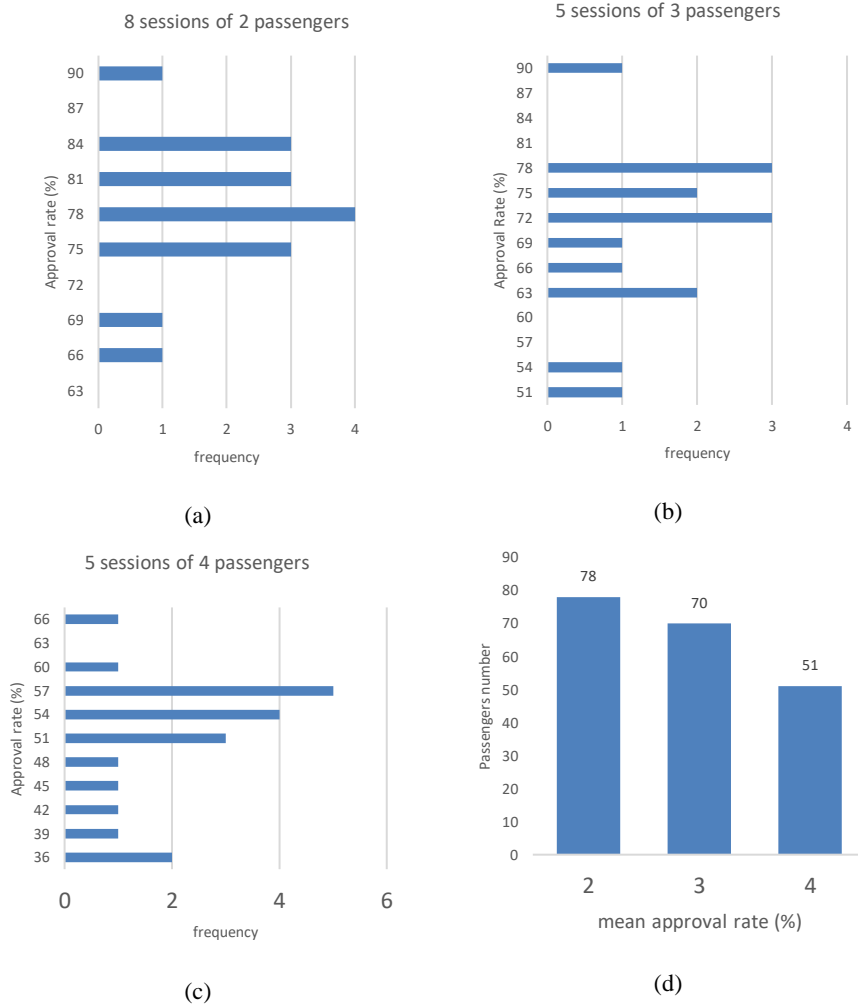 8 sessions of 2 passengers
Approval rate (%)
90
87
84
81
78
75
72
69
66
63
0 1 2 3 4
frequency
(a)
5 sessions of 3 passengers
Approval Rate (%)
90
87
84
81
78
75
72
69
66
63
60
57
54
51
0 1 2 3 4
frequency
(b)
5 sessions of 4 passengers
Approval rate (%)
66
63
60
57
54
51
48
45
42
39
36
0 2 4 6
frequency
(c)
Passengers number
90
80
70
60
50
40
30
20
10
0
78
70
51
2 3 4
mean approval rate (%)
(d)